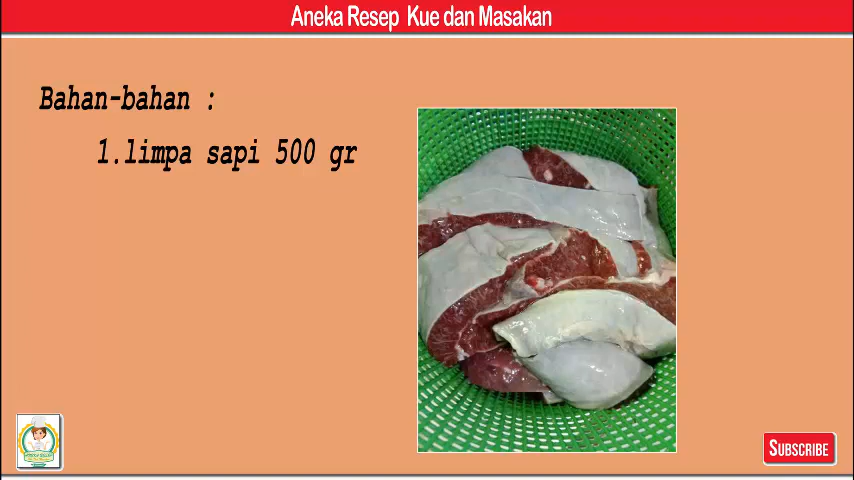 Aneka Resep Kue dan Masakan
Bahan-bahan :
1.limpa sapi 500 gr
SUBSCRIBE